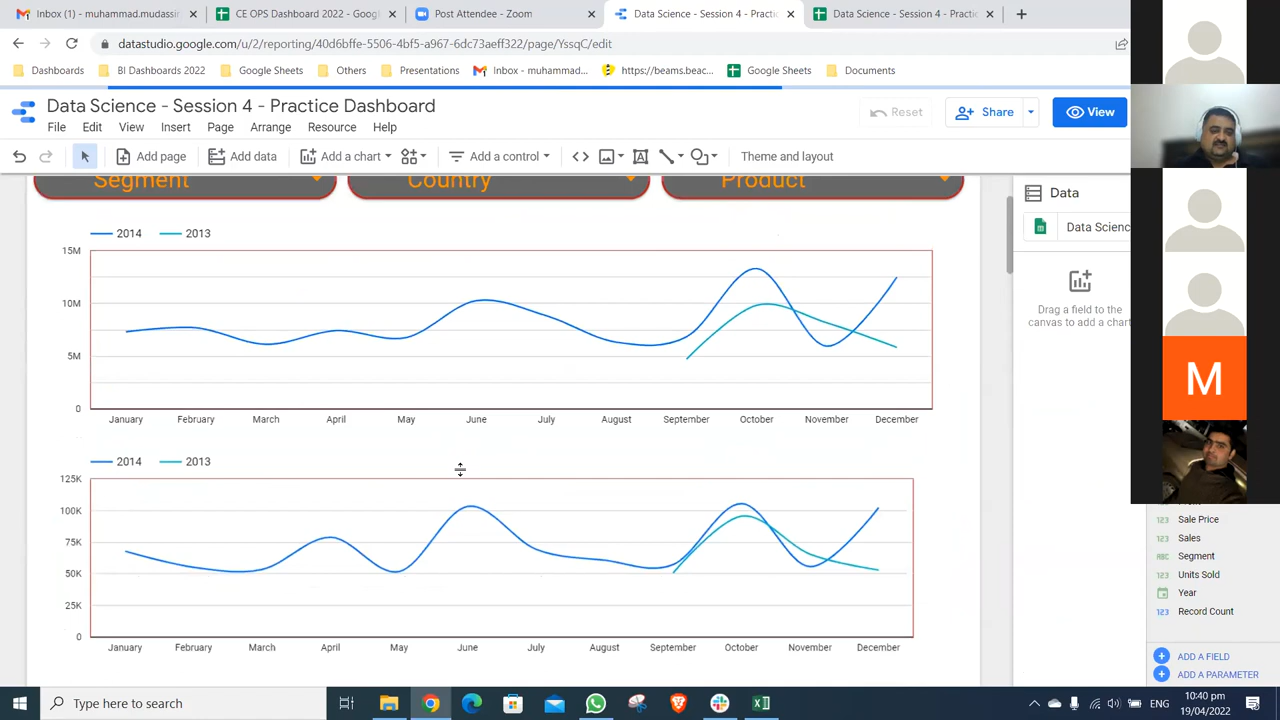 Inbox (1) - muhammad.mudassir
CE OPS Dashboard 2022 - Googl
Post Attendee - Zoom
Data Science - Session 4 - Practic
Data Science - Session 4 - Practic
datastudio.google.com/u/2/reporting/40d6bffe-5506-4bf5-a967-6dc73aeff322/page/YssqC/edit
Dashboards
BI Dashboards 2022
Google Sheets
Others
Presentations
Inbox - muhammad...
https://beams.beac...
Google Sheets
Documents
Data Science - Session 4 - Practice Dashboard
Reset
Share
View
File Edit View Insert Page Arrange Resource Help
Add page
Add data
Add a chart
Add a control
Theme and layout
Segment
Country
Product
Data
Data Scienc
Drag a field to the
canvas to add a chart
2014 2013
15M
10M
5M
0
January February March April May June July August September October November December
2014 2013
125K
100K
75K
50K
25K
0
January February March April May June July August September October November December
M
123 Sale Price
123 Sales
ABC Segment
123 Units Sold
Year
123 Record Count
ADD A FIELD
ADD A PARAMETER
Type here to search
ENG
10:40 pm
19/04/2022